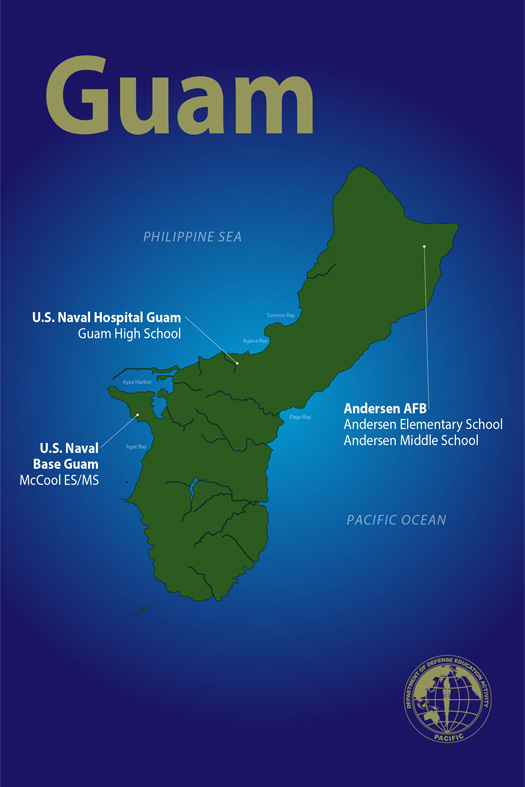 Guam
PHILIPPINE SEA
U.S. Naval Hospital Guam
Guam High School
Tumon Bay
Agana Bay
Apra Harbor
Pago Bay
Andersen AFB
Andersen Elementary School
Andersen Middle School
U.S. Naval
Base Guam
McCool ES/MS
Agat Bay
PACIFIC OCEAN
DEPARTMENT OF DEFENSE EDUCATION ACTIVITY
PACIFIC